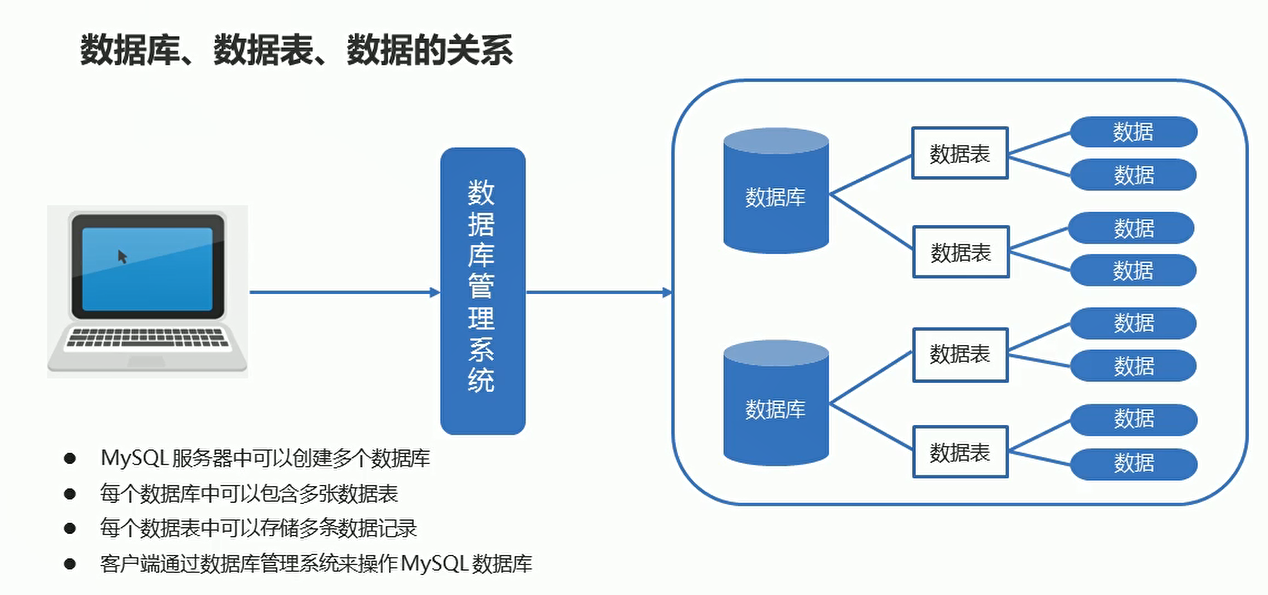 数据库、数据表、数据的关系
数据库管理系统
数据库
数据表
数据
数据
数据表
数据
数据
数据库
数据表
数据
数据
数据表
数据
数据
● MySQL服务器中可以创建多个数据库
● 每个数据库中可以包含多张数据表
● 每个数据表中可以存储多条数据记录
● 客户端通过数据库管理系统来操作MySQL数据库